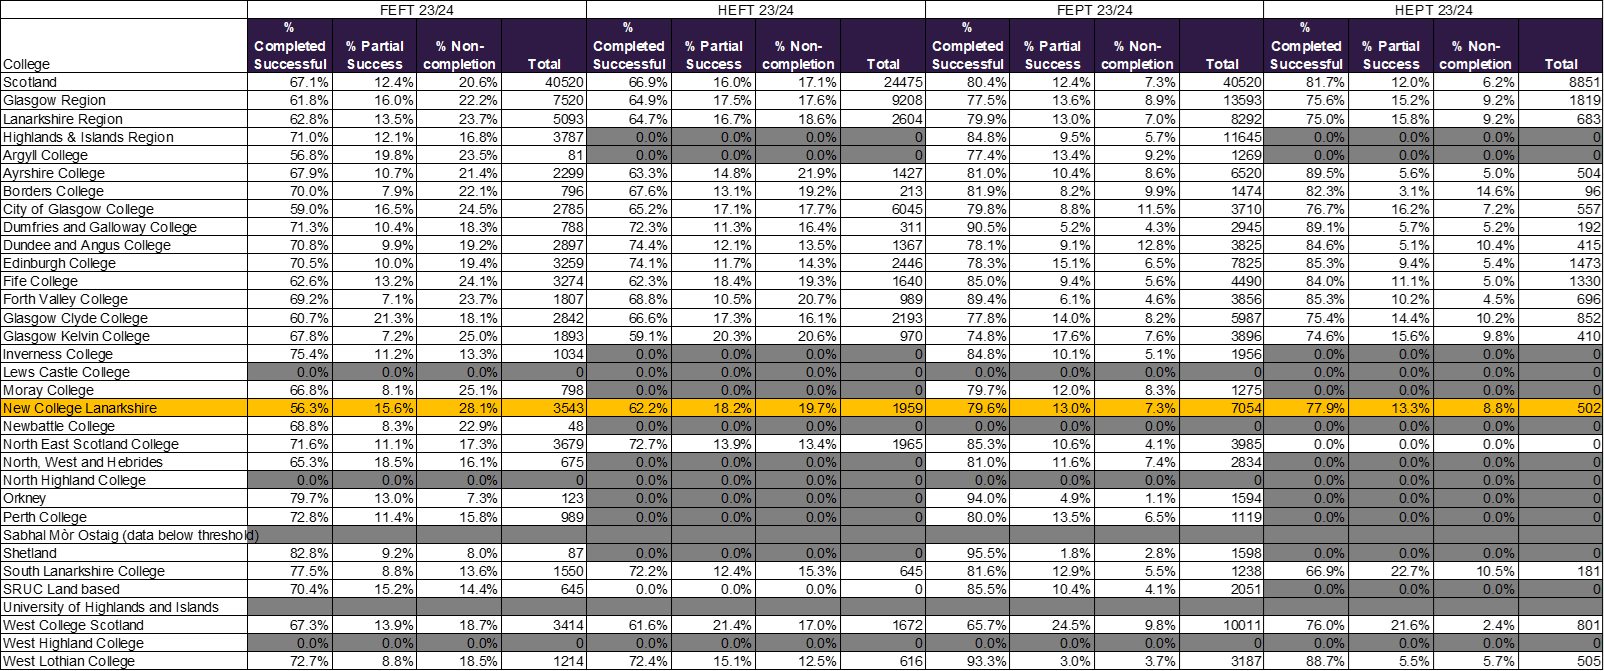 FEFT 23/24 HEFT 23/24 FEPT 23/24 HEPT 23/24
College % Completed Successful % Partial Success % Non-completion Total % Completed Successful % Partial Success % Non-completion Total % Completed Successful % Partial Success % Non-completion Total % Completed Successful % Partial Success % Non-completion Total
Scotland 67.1% 12.4% 20.6% 40520 66.9% 16.0% 17.1% 24475 80.4% 12.4% 7.3% 40520 81.7% 12.0% 6.2% 8851
Glasgow Region 61.8% 16.0% 22.2% 7520 64.9% 17.5% 17.6% 9208 77.5% 13.6% 8.9% 13593 75.6% 15.2% 9.2% 1819
Lanarkshire Region 62.8% 13.5% 23.7% 5093 64.7% 16.7% 18.6% 2604 79.9% 13.0% 7.0% 8292 75.0% 15.8% 9.2% 683
Highlands & Islands Region 71.0% 12.1% 16.8% 3787 0.0% 0.0% 0.0% 0 84.8% 9.5% 5.7% 11645 0.0% 0.0% 0.0% 0
Argyll College 56.8% 19.8% 23.5% 81 0.0% 0.0% 0.0% 0 77.4% 13.4% 9.2% 1269 0.0% 0.0% 0.0% 0
Ayrshire College 67.9% 10.7% 21.4% 2299 63.3% 14.8% 21.9% 1427 81.0% 10.4% 8.6% 6520 89.5% 5.6% 5.0% 504
Borders College 70.0% 7.9% 22.1% 796 67.6% 13.1% 19.2% 213 81.9% 8.2% 9.9% 1474 82.3% 3.1% 14.6% 96
City of Glasgow College 59.0% 16.5% 24.5% 2785 65.2% 17.1% 17.7% 6045 79.8% 8.8% 11.5% 3710 76.7% 16.2% 7.2% 557
Dumfries and Galloway College 71.3% 10.4% 18.3% 788 72.3% 11.3% 16.4% 311 90.5% 5.2% 4.3% 2945 89.1% 5.7% 5.2% 192
Dundee and Angus College 70.8% 9.9% 19.2% 2897 74.4% 12.1% 13.5% 1367 78.1% 9.1% 12.8% 3825 84.6% 5.1% 10.4% 415
Edinburgh College 70.5% 10.0% 19.4% 3259 74.1% 11.7% 14.3% 2446 78.3% 15.1% 6.5% 7825 85.3% 9.4% 5.4% 1473
Fife College 62.6% 13.2% 24.1% 3274 62.3% 18.4% 19.3% 1640 85.0% 9.4% 5.6% 4490 84.0% 11.1% 5.0% 1330
Forth Valley College 69.2% 7.1% 23.7% 1807 68.8% 10.5% 20.7% 989 89.4% 6.1% 4.6% 3856 85.3% 10.2% 4.5% 696
Glasgow Clyde College 60.7% 21.3% 18.1% 2842 66.6% 17.3% 16.1% 2193 77.8% 14.0% 8.2% 5987 75.4% 14.4% 10.2% 852
Glasgow Kelvin College 67.8% 7.2% 25.0% 1893 59.1% 20.3% 20.6% 970 74.8% 17.6% 7.6% 3896 74.6% 15.6% 9.8% 410
Inverness College 75.4% 11.2% 13.3% 1034 0.0% 0.0% 0.0% 0 84.8% 10.1% 5.1% 1956 0.0% 0.0% 0.0% 0
Lews Castle College 0.0% 0.0% 0.0% 0 0.0% 0.0% 0.0% 0 0.0% 0.0% 0.0% 0 0.0% 0.0% 0.0% 0
Moray College 66.8% 8.1% 25.1% 798 0.0% 0.0% 0.0% 0 79.7% 12.0% 8.3% 1275 0.0% 0.0% 0.0% 0
New College Lanarkshire 56.3% 15.6% 28.1% 3543 62.2% 18.2% 19.7% 1959 79.6% 13.0% 7.3% 7054 77.9% 13.3% 8.8% 502
Newbattle College 68.8% 8.3% 22.9% 48 0.0% 0.0% 0.0% 0 0.0% 0.0% 0.0% 0 0.0% 0.0% 0.0% 0
North East Scotland College 71.6% 11.1% 17.3% 3679 72.7% 13.9% 13.4% 1965 85.3% 10.6% 4.1% 3985 0.0% 0.0% 0.0% 0
North, West and Hebrides 65.3% 18.5% 16.1% 675 0.0% 0.0% 0.0% 0 81.0% 11.6% 7.4% 2834 0.0% 0.0% 0.0% 0
North Highland College 0.0% 0.0% 0.0% 0 0.0% 0.0% 0.0% 0 0.0% 0.0% 0.0% 0 0.0% 0.0% 0.0% 0
Orkney 79.7% 13.0% 7.3% 123 0.0% 0.0% 0.0% 0 94.0% 4.9% 1.1% 1594 0.0% 0.0% 0.0% 0
Perth College 72.8% 11.4% 15.8% 989 0.0% 0.0% 0.0% 0 80.0% 13.5% 6.5% 1119 0.0% 0.0% 0.0% 0
Sabhal Mòr Ostaig (data below threshold)
Shetland 82.8% 9.2% 8.0% 87 0.0% 0.0% 0.0% 0 95.5% 1.8% 2.8% 1598 0.0% 0.0% 0.0% 0
South Lanarkshire College 77.5% 8.8% 13.6% 1550 72.2% 12.4% 15.3% 645 81.6% 12.9% 5.5% 1238 66.9% 22.7% 10.5% 181
SRUC Land based 70.4% 15.2% 14.4% 645 0.0% 0.0% 0.0% 0 85.5% 10.4% 4.1% 2051 0.0% 0.0% 0.0% 0
University of Highlands and Islands
West College Scotland 67.3% 13.9% 18.7% 3414 61.6% 21.4% 17.0% 1672 65.7% 24.5% 9.8% 10011 76.0% 21.6% 2.4% 801
West Highland College 0.0% 0.0% 0.0% 0 0.0% 0.0% 0.0% 0 0.0% 0.0% 0.0% 0 0.0% 0.0% 0.0% 0
West Lothian College 72.7% 8.8% 18.5% 1214 72.4% 15.1% 12.5% 616 93.3% 3.0% 3.7% 3187 88.7% 5.5% 5.7% 505